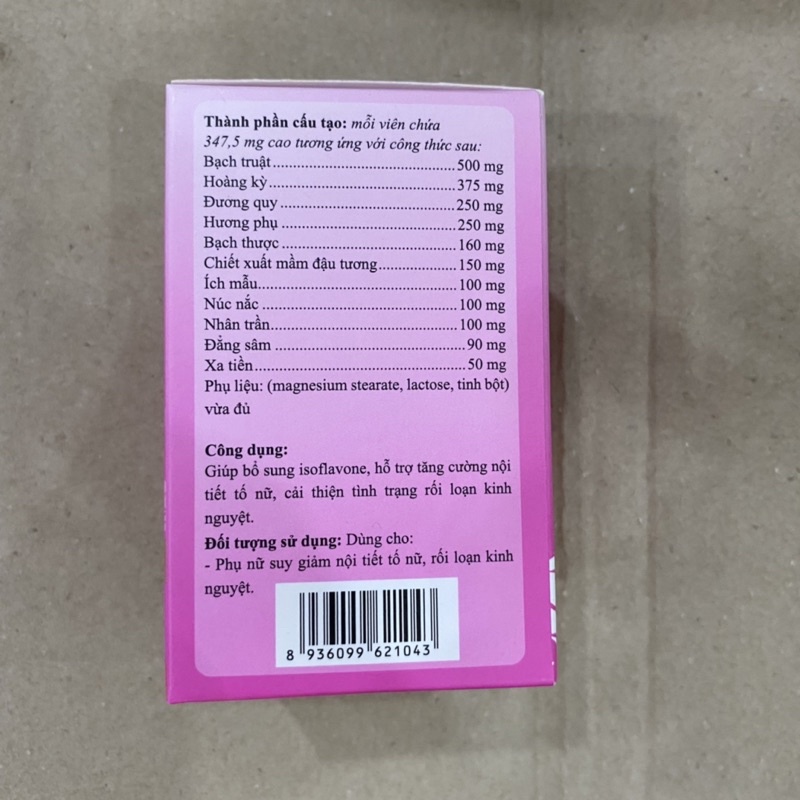 Thành phần cấu tạo: mỗi viên chứa
347,5 mg cao tương ứng với công thức sau:
Bạch truật.....................................500 mg
Hoàng kỳ......................................375 mg
Đương quy....................................250 mg
Hương phụ....................................250 mg
Bạch thược...................................160 mg
Chiết xuất mầm đậu tương................150 mg
Ích mẫu........................................100 mg
Núc nắc........................................100 mg
Nhân trần......................................100 mg
Đẳng sâm.......................................90 mg
Xa tiền...........................................50 mg
Phụ liệu: (magnesium stearate, lactose, tinh bột)
vừa đủ
Công dụng:
Giúp bổ sung isoflavone, hỗ trợ tăng cường nội
tiết tố nữ, cải thiện tình trạng rối loạn kinh
nguyệt.
Đối tượng sử dụng: Dùng cho:
- Phụ nữ suy giảm nội tiết tố nữ, rối loạn kinh
nguyệt.
8 936099 621043